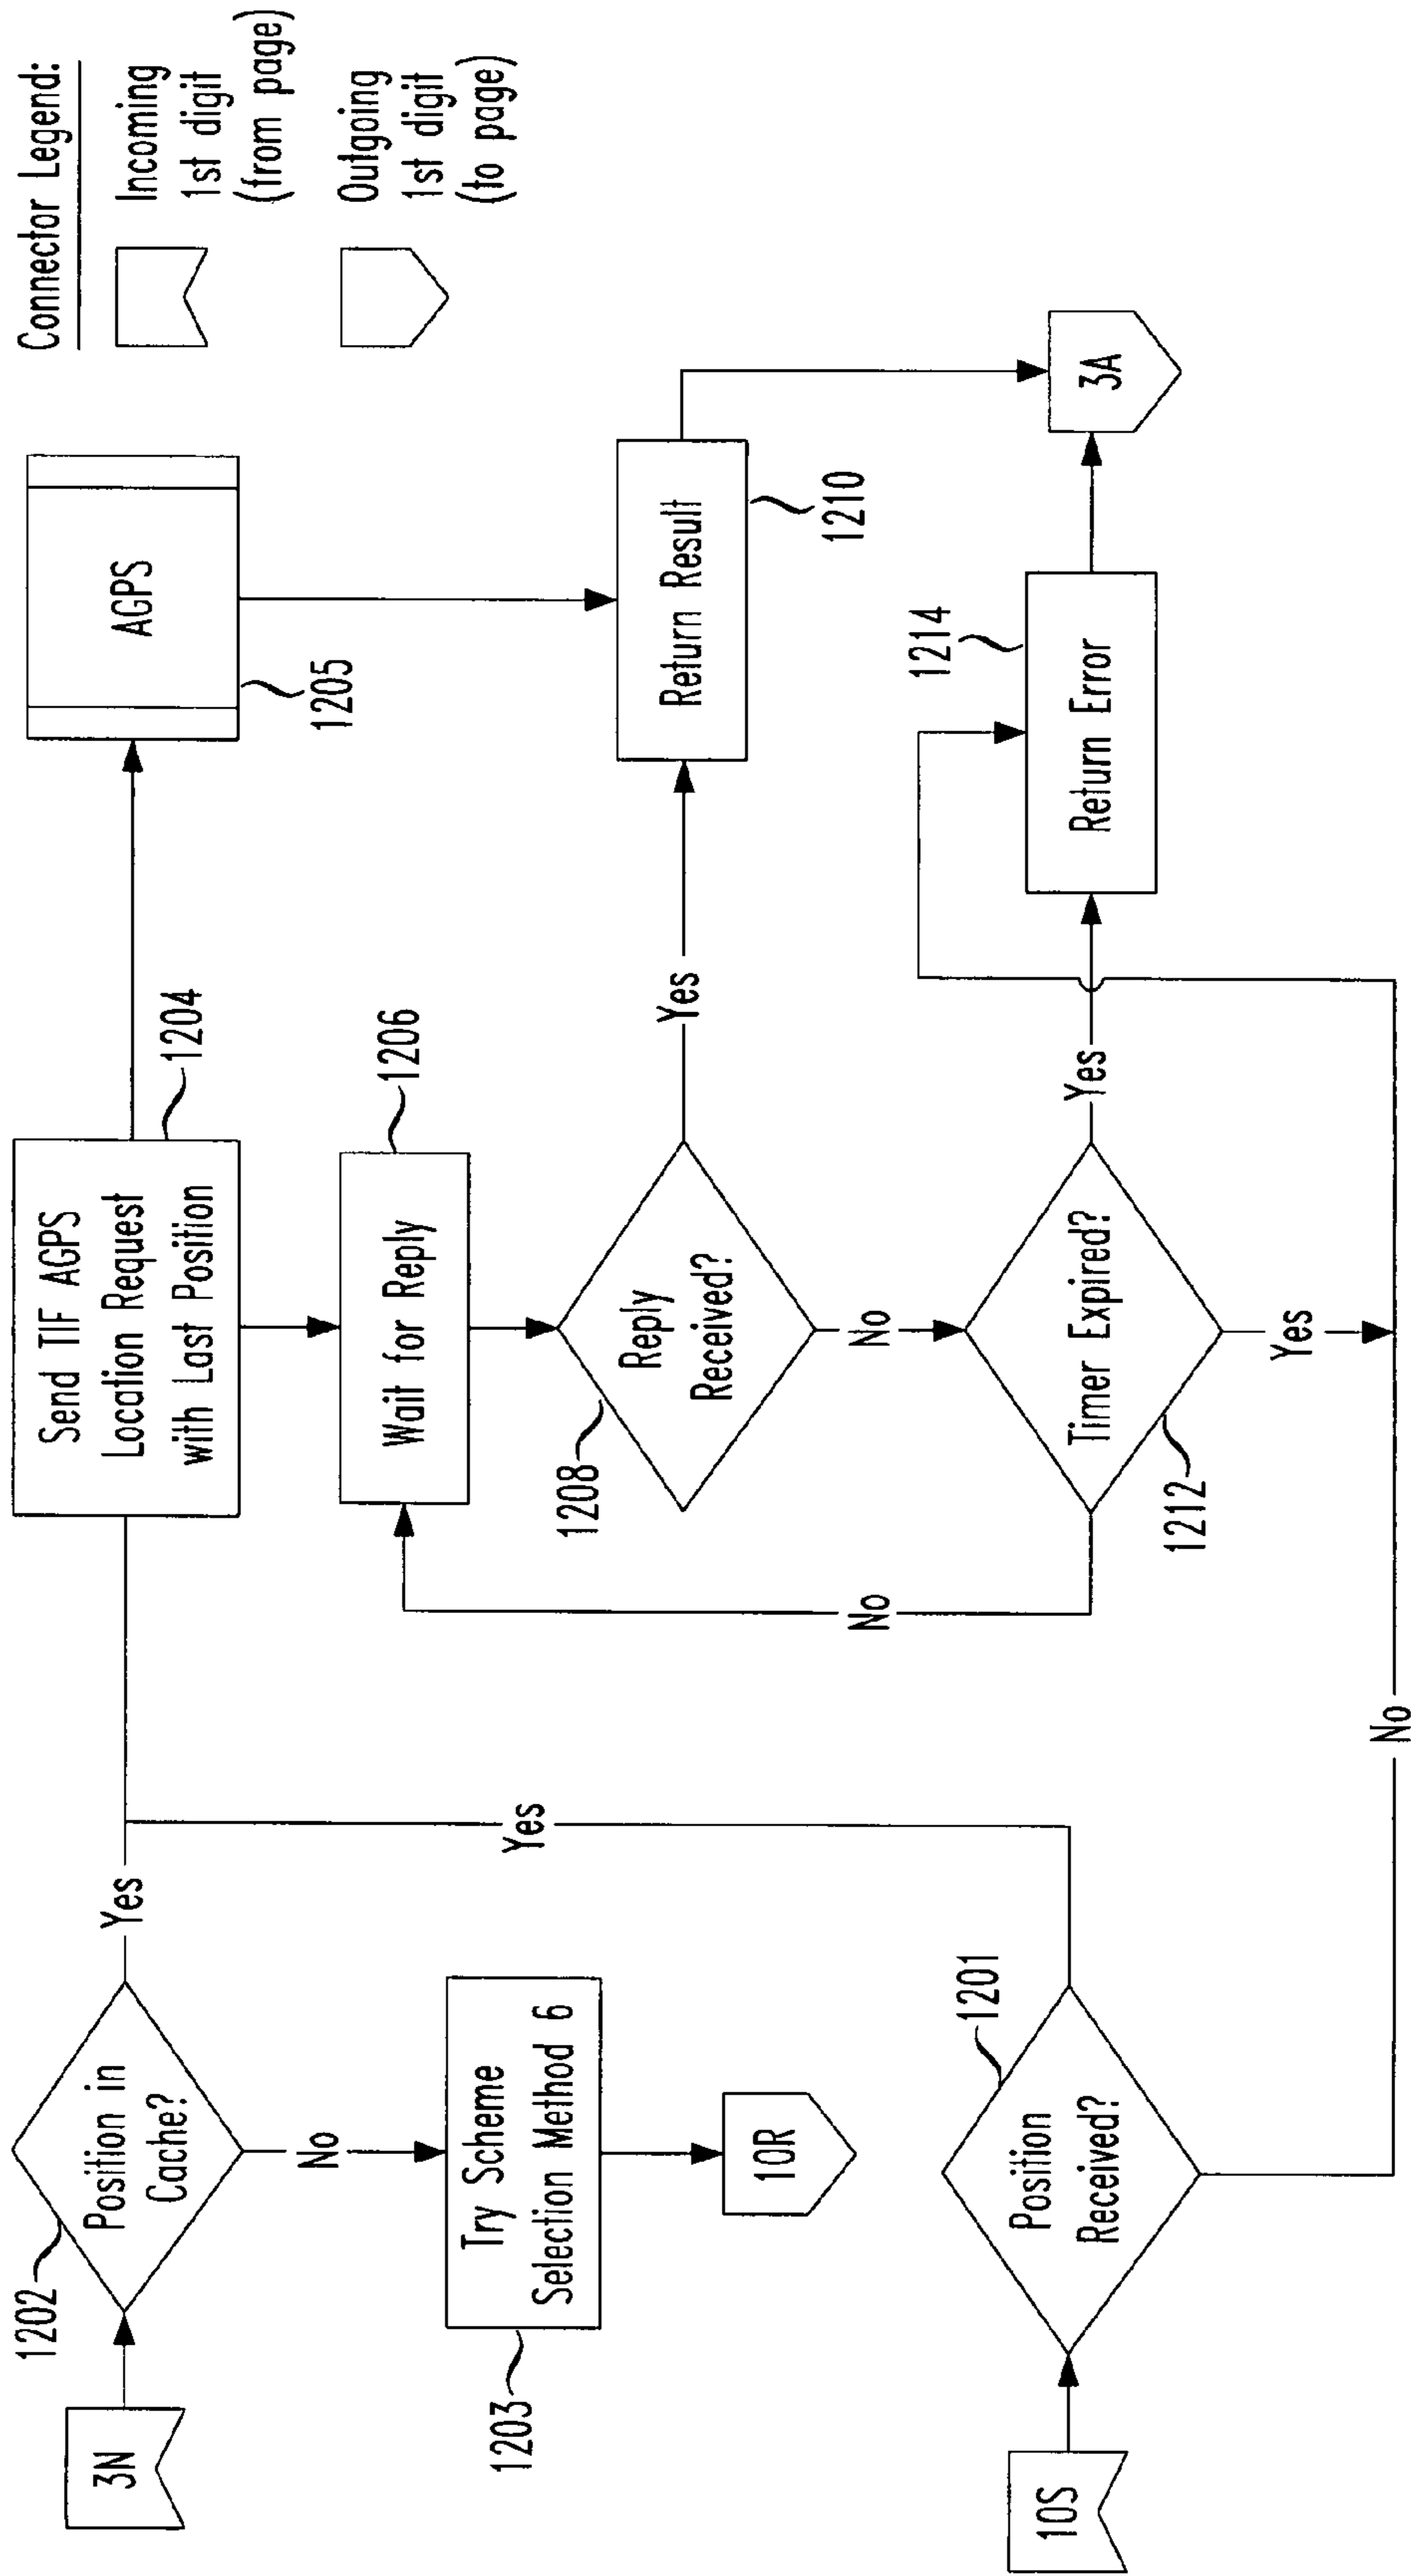 Connector Legend:
Incoming
1st digit
(from page)
Outgoing
1st digit
(to page)
3N
1202
Position in
Cache?
Yes
No
Try Scheme
Selection Method 6
1203
10R
10S
1201
Position
Received?
Yes
No
Send TIF AGPS
Location Request
with Last Position
1204
AGPS
1205
Wait for Reply
1206
Reply
Received?
1208
Yes
No
Return Result
1210
Timer Expired?
1212
Yes
Yes
No
Return Error
1214
3A